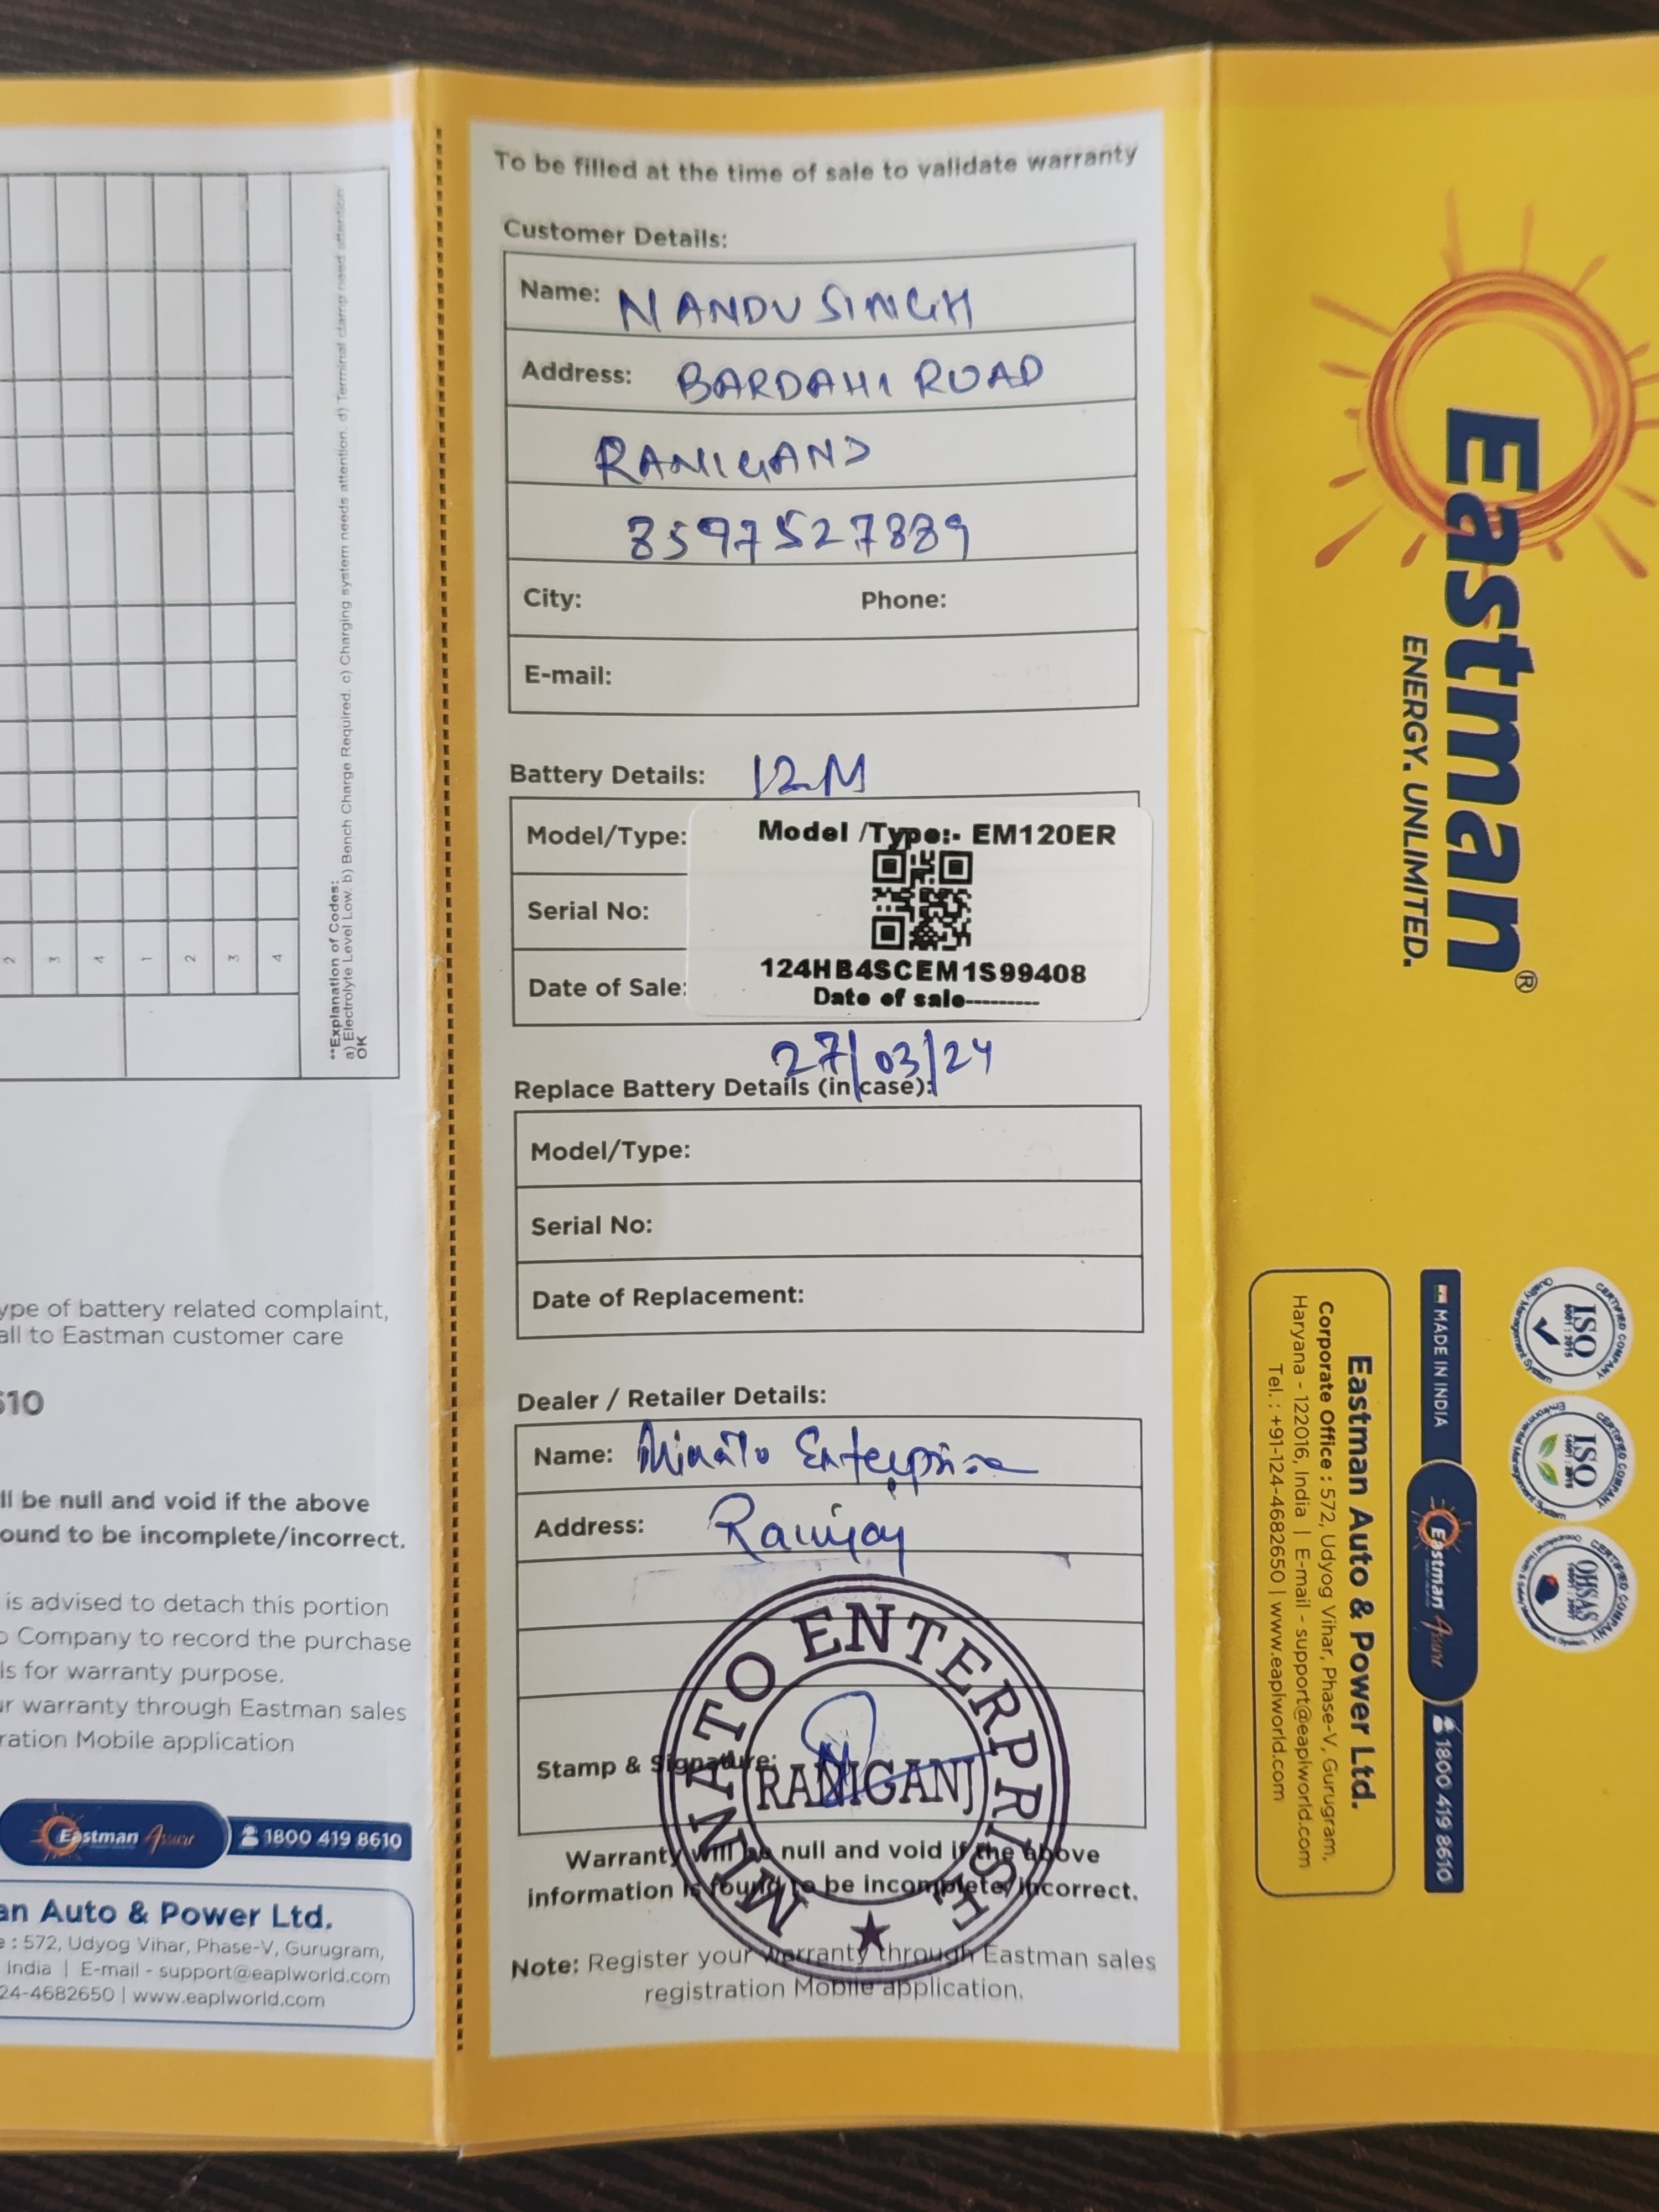 2
3
4
1
2
3
4
**Explanation of Codes:
a) Electrolyte Level Low. b) Bench Charge Required. c) Charging system needs attention. d) Terminal clamp need attention
OK
ype of battery related complaint,
all to Eastman customer care
610
ll be null and void if the above
ound to be incomplete/incorrect.
is advised to detach this portion
o Company to record the purchase
ls for warranty purpose.
ur warranty through Eastman sales
ration Mobile application
Eastman Assure 1800 419 8610
an Auto & Power Ltd.
e : 572, Udyog Vihar, Phase-V, Gurugram,
India | E-mail - support@eaplworld.com
24-4682650 | www.eaplworld.com
To be filled at the time of sale to validate warranty
Customer Details:
Name: NANDU SINGH
Address: BARDAHI ROAD
RANIGANJ
8597527889
City: Phone:
E-mail:
Battery Details: 12M
Model/Type: Model /Type:- EM120ER
Serial No:
124HB4SCEM1S99408
Date of Sale: Date of sale---------
27/03/24
Replace Battery Details (in case):
Model/Type:
Serial No:
Date of Replacement:
Dealer / Retailer Details:
Name: Minato Enterprise
Address:
MINATO ENTERPRISE
RANIGANJ
Stamp & Signature:
Warranty will be null and void if the above
information is found to be incomplete/incorrect.
Note: Register your warranty through Eastman sales
registration Mobile application.
Eastman®
ENERGY. UNLIMITED.
CERTIFIED COMPANY
ISO
9001 : 2015
Quality Management System
CERTIFIED COMPANY
ISO
14001 : 2015
Environmental Management System
CERTIFIED COMPANY
OHSAS
18001 : 2007
MADE IN INDIA
Eastman Assure
1800 419 8610
Eastman Auto & Power Ltd.
Corporate Office : 572, Udyog Vihar, Phase-V, Gurugram,
Haryana - 122016, India | E-mail - support@eaplworld.com
Tel. : +91-124-4682650 | www.eaplworld.com